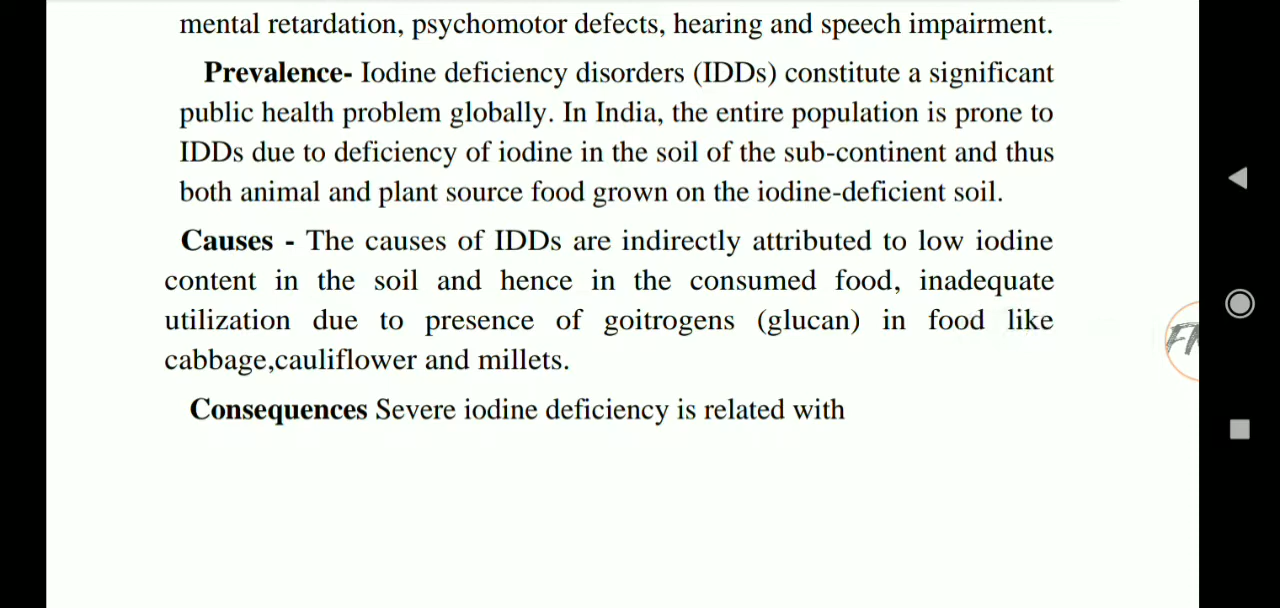 mental retardation, psychomotor defects, hearing and speech impairment.
Prevalence- Iodine deficiency disorders (IDDs) constitute a significant
public health problem globally. In India, the entire population is prone to
IDDs due to deficiency of iodine in the soil of the sub-continent and thus
both animal and plant source food grown on the iodine-deficient soil.
Causes - The causes of IDDs are indirectly attributed to low iodine
content in the soil and hence in the consumed food, inadequate
utilization due to presence of goitrogens (glucan) in food like
cabbage,cauliflower and millets.
Consequences Severe iodine deficiency is related with